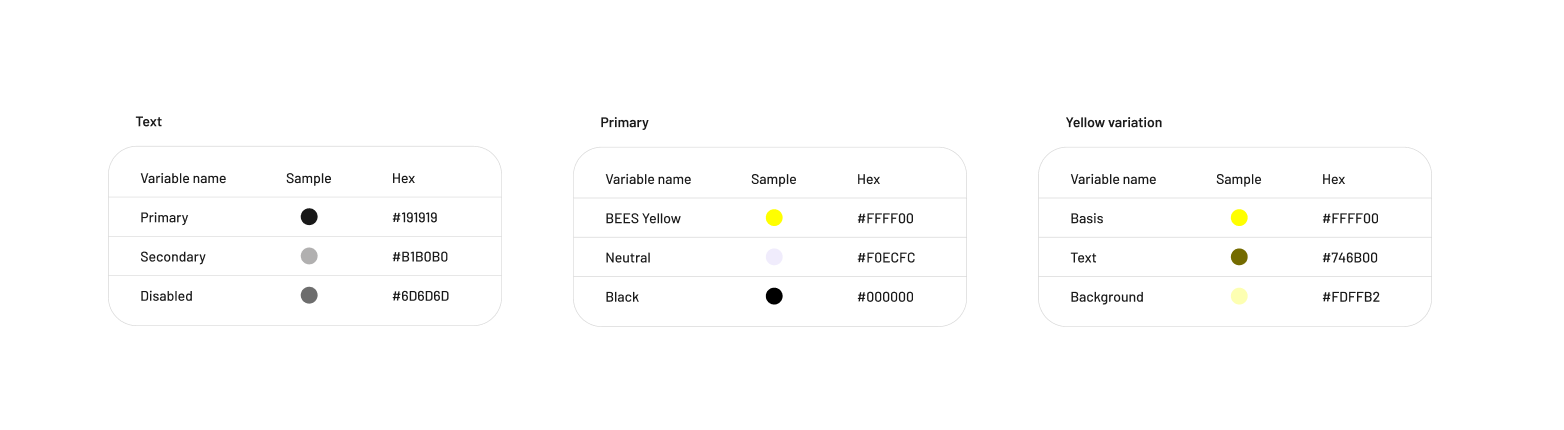 Text
Variable name Sample Hex
Primary #191919
Secondary #B1B0B0
Disabled #6D6D6D
Primary
Variable name Sample Hex
BEES Yellow #FFFF00
Neutral #F0ECFC
Black #000000
Yellow variation
Variable name Sample Hex
Basis #FFFF00
Text #746B00
Background #FDFFB2